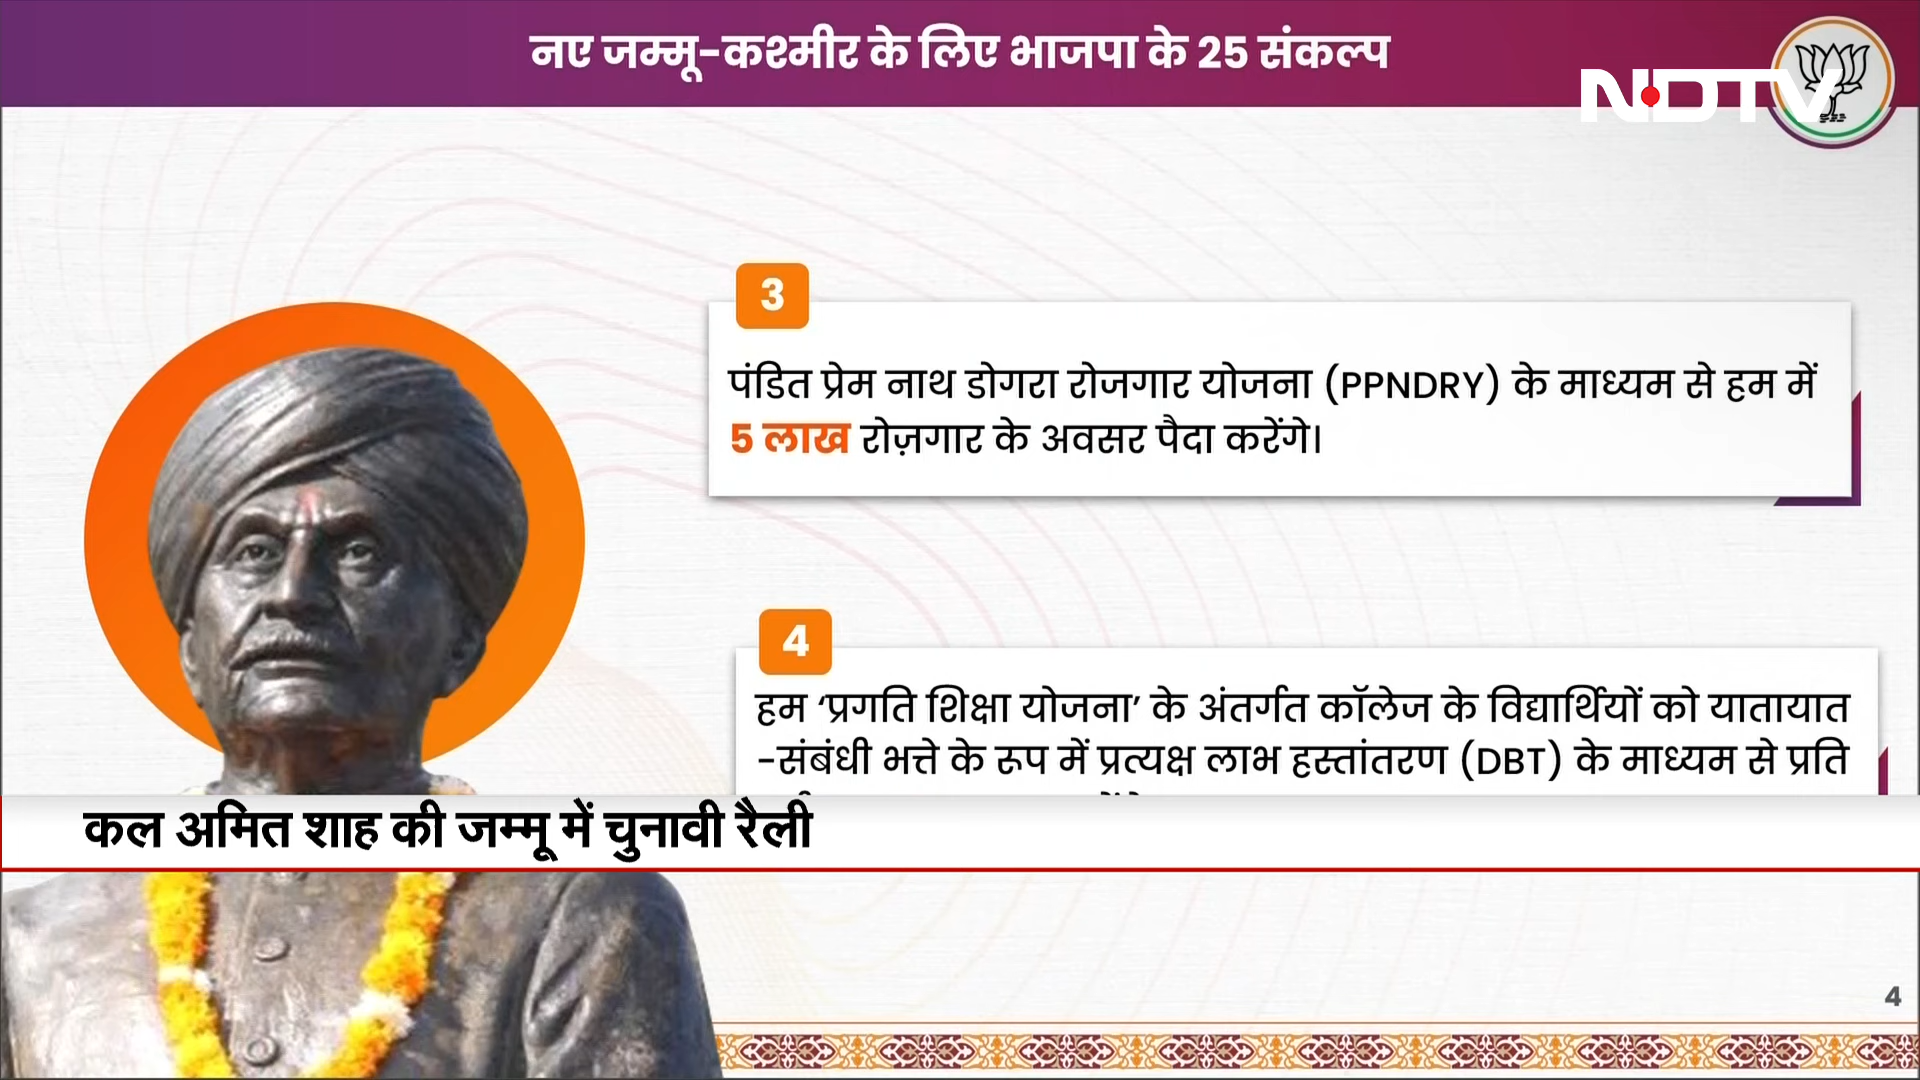 नए जम्मू-कश्मीर के लिए भाजपा के 25 संकल्प
NDTV
3
पंडित प्रेम नाथ डोगरा रोजगार योजना (PPNDRY) के माध्यम से हम में
5 लाख रोज़गार के अवसर पैदा करेंगे।
4
हम ‘प्रगति शिक्षा योजना’ के अंतर्गत कॉलेज के विद्यार्थियों को यातायात
-संबंधी भत्ते के रूप में प्रत्यक्ष लाभ हस्तांतरण (DBT) के माध्यम से प्रति
कल अमित शाह की जम्मू में चुनावी रैली
4